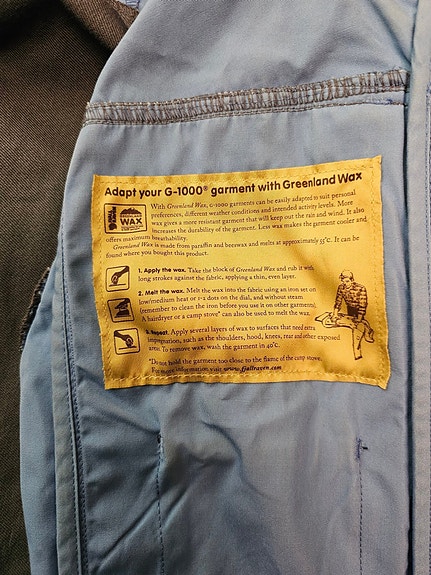 Adapt your G-1000® garment with Greenland Wax
GREENLAND
WAX
With Greenland Wax, G-1000 garments can be easily adapted to suit personal
preferences, different weather conditions and intended activity levels. More
wax gives a more resistant garment that will keep out the rain and wind. It also
increases the durability of the garment. Less wax makes the garment cooler and
offers maximum breathability.
Greenland Wax is made from paraffin and beeswax and melts at approximately 55°C. It can be
found where you bought this product.
1. Apply the wax. Take the block of Greenland Wax and rub it with
long strokes against the fabric, applying a thin, even layer.
2. Melt the wax. Melt the wax into the fabric using an iron set on
low/medium heat or 1-2 dots on the dial, and without steam
(remember to clean the iron before you use it on other garments).
A hairdryer or a camp stove* can also be used to melt the wax.
3. Repeat. Apply several layers of wax to surfaces that need extra
impregnation, such as the shoulders, hood, knees, rear and other exposed
areas. To remove wax, wash the garment in 40°C.
*Do not hold the garment too close to the flame of the camp stove.
For more information visit www.fjallraven.com